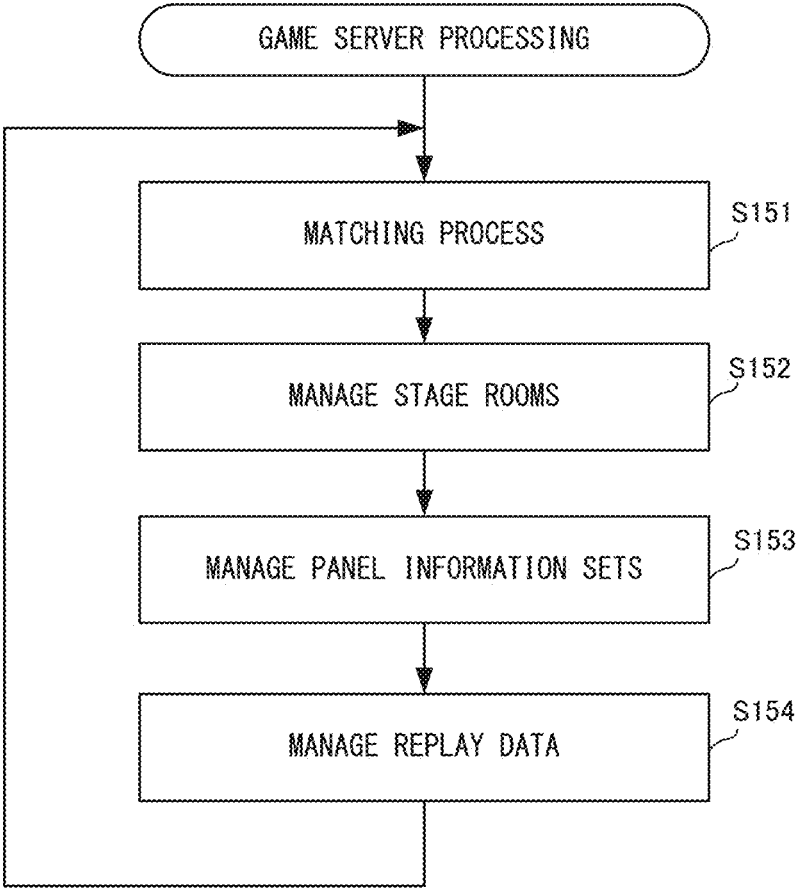 GAME SERVER PROCESSING
MATCHING PROCESS
S151
MANAGE STAGE ROOMS
S152
MANAGE PANEL INFORMATION SETS
S153
MANAGE REPLAY DATA
S154